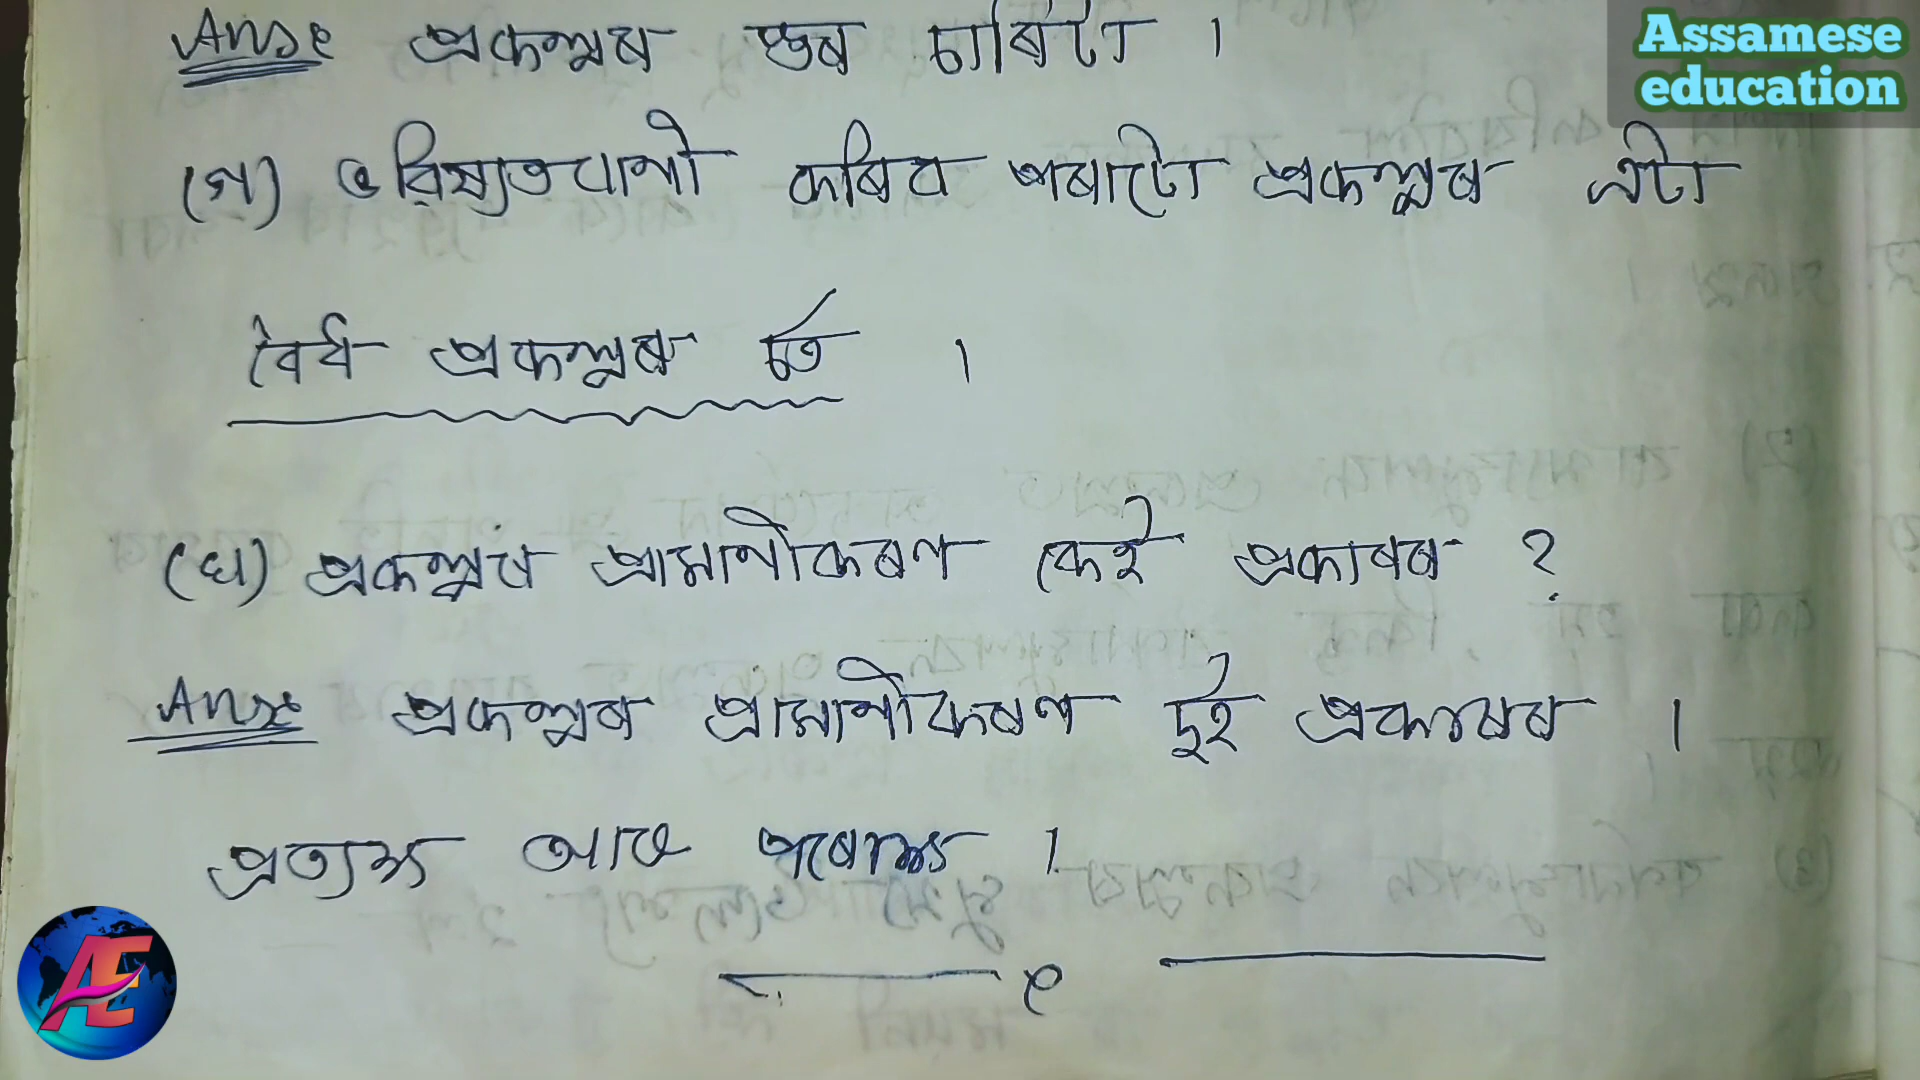 Ans: প্ৰকল্পৰ স্তৰ চাৰিটা ।
Assamese
education
(গ) ভৱিষ্যতবাণী কৰিব পৰাটো প্ৰকল্পৰ এটা
বৈধ প্ৰকল্পৰ চৰ্ত ।
(ঘ) প্ৰকল্পৰ প্ৰামাণীকৰণ কেই প্ৰকাৰৰ ?
Ans: প্ৰকল্পৰ প্ৰামাণীকৰণ দুই প্ৰকাৰৰ ।
প্ৰত্যক্ষ আৰু পৰোক্ষ ।
AE